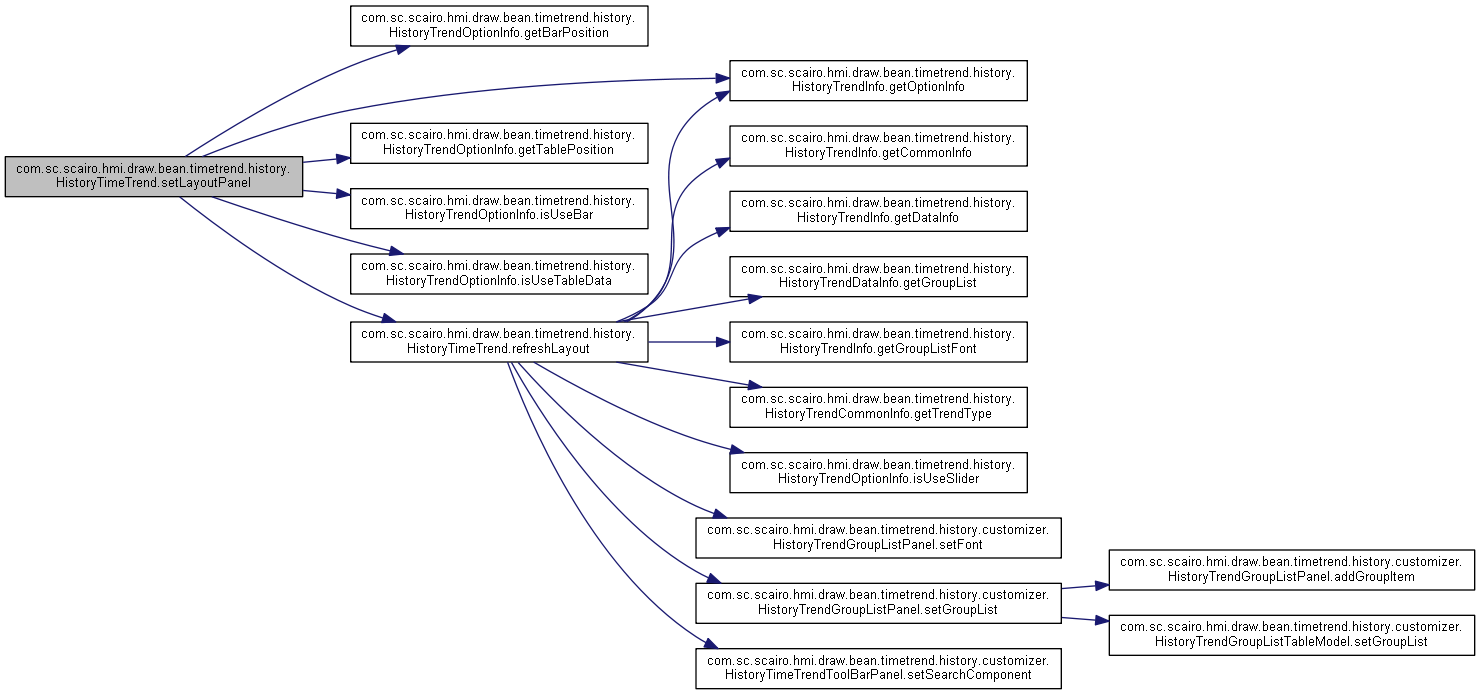 com.sc.scairo.hmi.draw.bean.timetrend.history.
HistoryTimeTrend.setLayoutPanel
com.sc.scairo.hmi.draw.bean.timetrend.history.
HistoryTrendOptionInfo.getBarPosition
com.sc.scairo.hmi.draw.bean.timetrend.history.
HistoryTrendOptionInfo.getTablePosition
com.sc.scairo.hmi.draw.bean.timetrend.history.
HistoryTrendOptionInfo.isUseBar
com.sc.scairo.hmi.draw.bean.timetrend.history.
HistoryTrendOptionInfo.isUseTableData
com.sc.scairo.hmi.draw.bean.timetrend.history.
HistoryTimeTrend.refreshLayout
com.sc.scairo.hmi.draw.bean.timetrend.history.
HistoryTrendInfo.getOptionInfo
com.sc.scairo.hmi.draw.bean.timetrend.history.
HistoryTrendInfo.getCommonInfo
com.sc.scairo.hmi.draw.bean.timetrend.history.
HistoryTrendInfo.getDataInfo
com.sc.scairo.hmi.draw.bean.timetrend.history.
HistoryTrendDataInfo.getGroupList
com.sc.scairo.hmi.draw.bean.timetrend.history.
HistoryTrendInfo.getGroupListFont
com.sc.scairo.hmi.draw.bean.timetrend.history.
HistoryTrendCommonInfo.getTrendType
com.sc.scairo.hmi.draw.bean.timetrend.history.
HistoryTrendOptionInfo.isUseSlider
com.sc.scairo.hmi.draw.bean.timetrend.history.customizer.
HistoryTrendGroupListPanel.setFont
com.sc.scairo.hmi.draw.bean.timetrend.history.customizer.
HistoryTrendGroupListPanel.setGroupList
com.sc.scairo.hmi.draw.bean.timetrend.history.customizer.
HistoryTimeTrendToolBarPanel.setSearchComponent
com.sc.scairo.hmi.draw.bean.timetrend.history.customizer.
HistoryTrendGroupListPanel.addGroupItem
com.sc.scairo.hmi.draw.bean.timetrend.history.customizer.
HistoryTrendGroupListTableModel.setGroupList